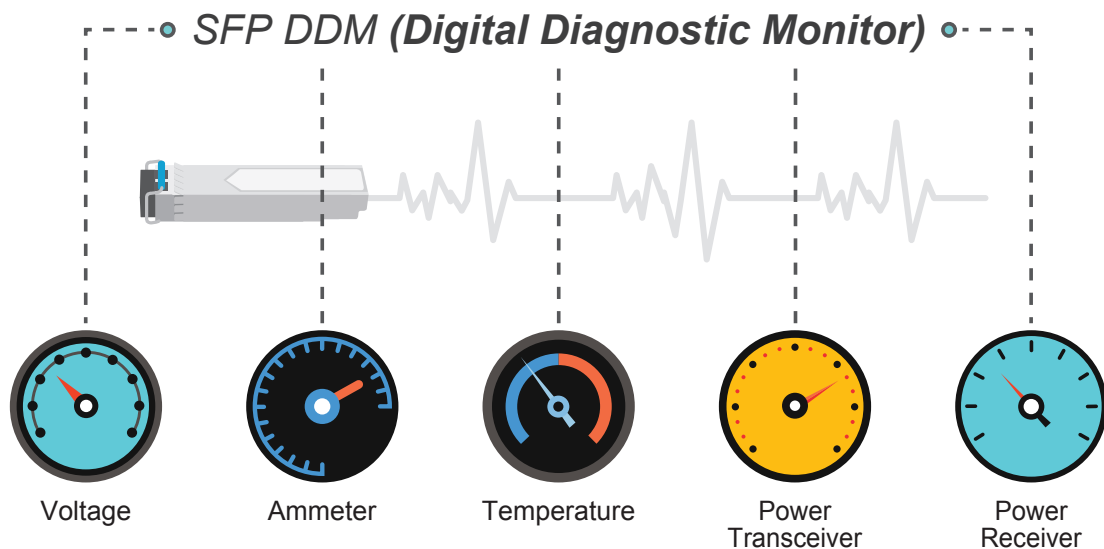 SFP DDM (Digital Diagnostic Monitor)
Voltage
Ammeter
Temperature
Power
Transceiver
Power
Receiver